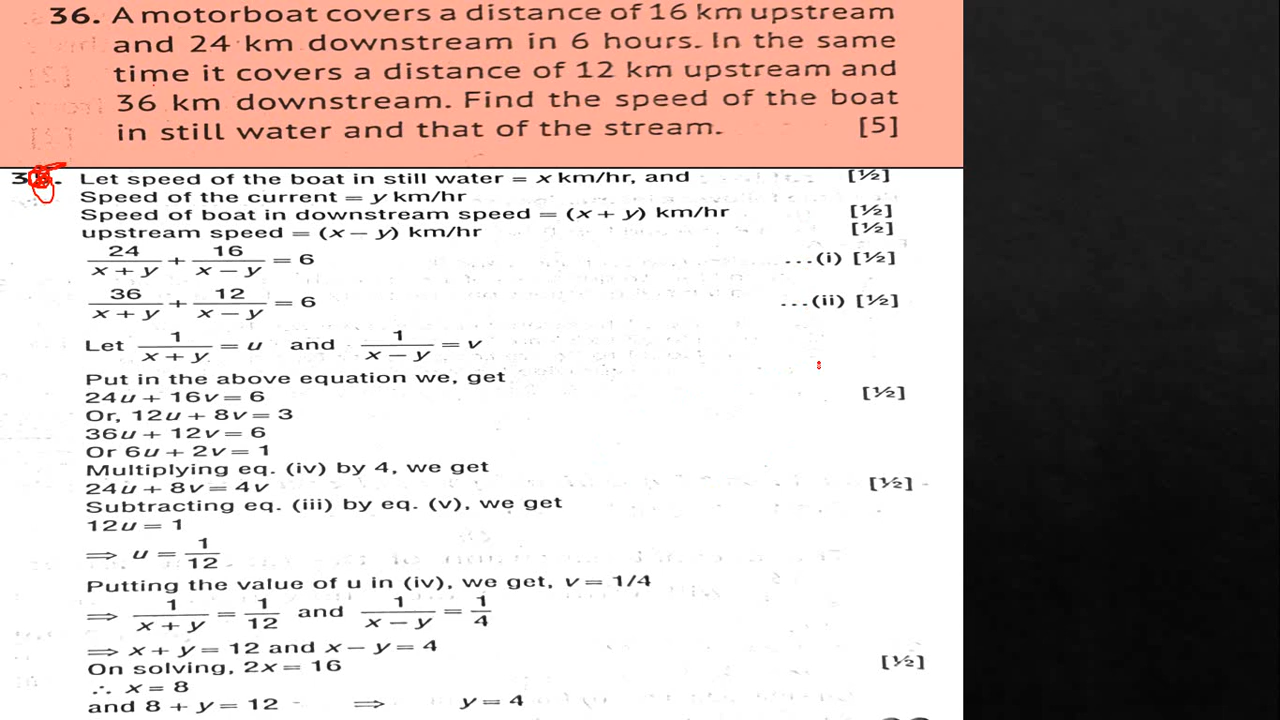 36. A motorboat covers a distance of 16 km upstream
and 24 km downstream in 6 hours. In the same
time it covers a distance of 12 km upstream and
36 km downstream. Find the speed of the boat
in still water and that of the stream. [5]
3 . Let speed of the boat in still water = x km/hr, and [½]
Speed of the current = y km/hr
Speed of boat in downstream speed = (x + y) km/hr [½]
upstream speed = (x – y) km/hr [½]
24/(x + y) + 16/(x – y) = 6 ...(i) [½]
36/(x + y) + 12/(x – y) = 6 ...(ii) [½]
Let 1/(x + y) = u and 1/(x – y) = v
Put in the above equation we, get
24u + 16v = 6 [½]
Or, 12u + 8v = 3
36u + 12v = 6
Or 6u + 2v = 1
Multiplying eq. (iv) by 4, we get
24u + 8v = 4v [½]
Subtracting eq. (iii) by eq. (v), we get
12u = 1
⇒ u = 1/12
Putting the value of u in (iv), we get, v = 1/4
⇒ 1/(x + y) = 1/12 and 1/(x – y) = 1/4
⇒ x + y = 12 and x – y = 4
On solving, 2x = 16 [½]
∴ x = 8
and 8 + y = 12 ⇒ y = 4